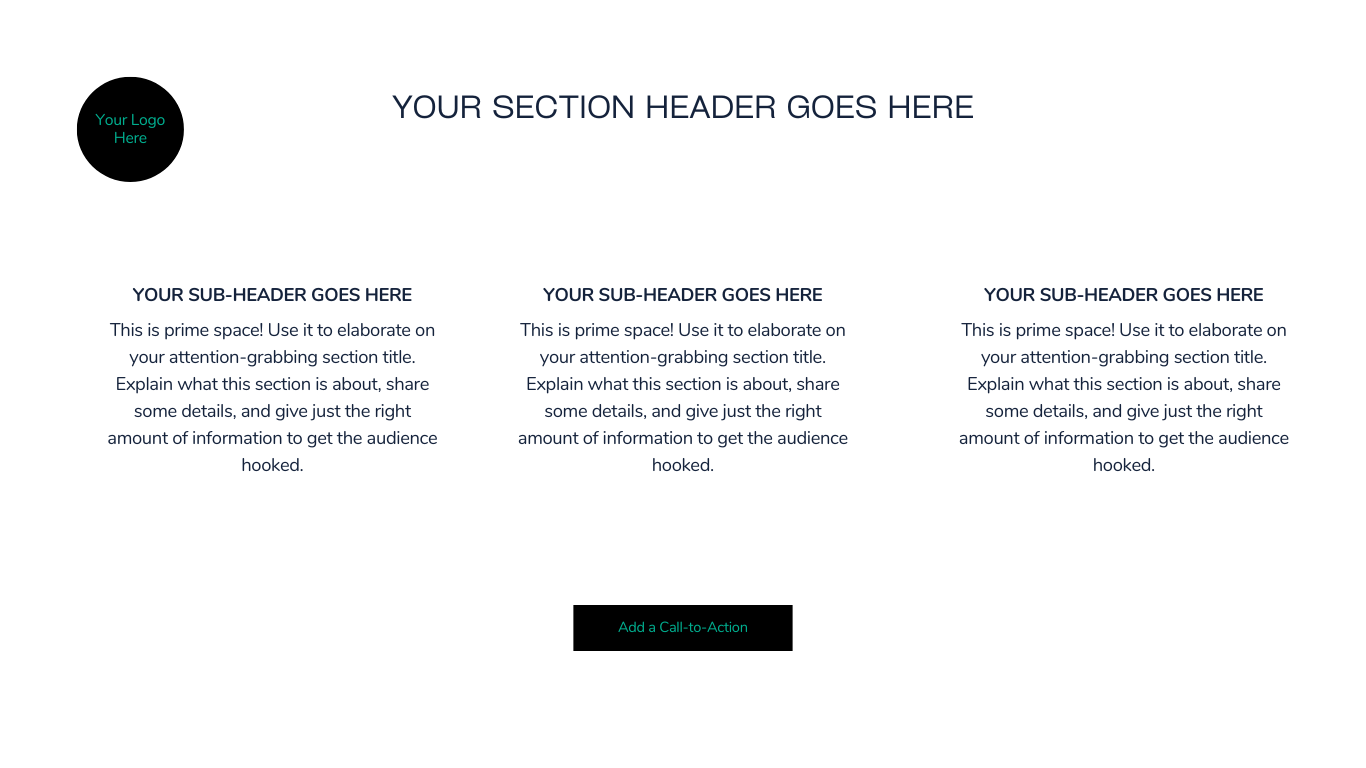 Your Logo
Here
YOUR SECTION HEADER GOES HERE
YOUR SUB-HEADER GOES HERE
This is prime space! Use it to elaborate on
your attention-grabbing section title.
Explain what this section is about, share
some details, and give just the right
amount of information to get the audience
hooked.
YOUR SUB-HEADER GOES HERE
This is prime space! Use it to elaborate on
your attention-grabbing section title.
Explain what this section is about, share
some details, and give just the right
amount of information to get the audience
hooked.
YOUR SUB-HEADER GOES HERE
This is prime space! Use it to elaborate on
your attention-grabbing section title.
Explain what this section is about, share
some details, and give just the right
amount of information to get the audience
hooked.
Add a Call-to-Action